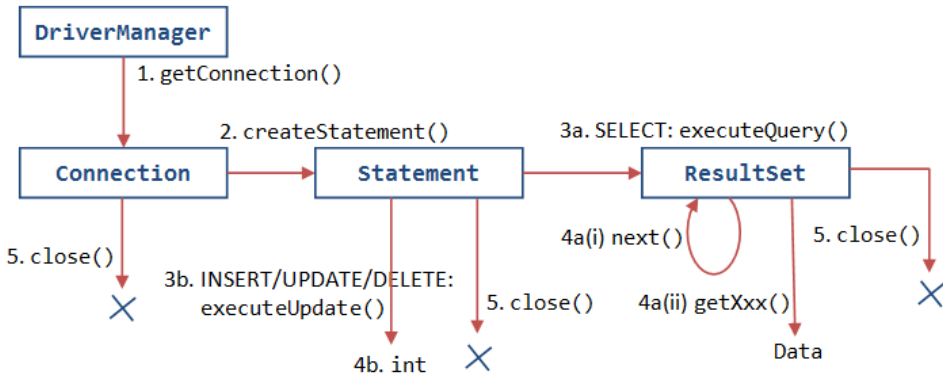 DriverManager
1. getConnection()
2. createStatement()
3a. SELECT: executeQuery()
Connection
Statement
ResultSet
4a(i) next()
5. close()
5. close()
3b. INSERT/UPDATE/DELETE:
executeUpdate()
5. close()
4a(ii) getXxx()
4b. int
Data